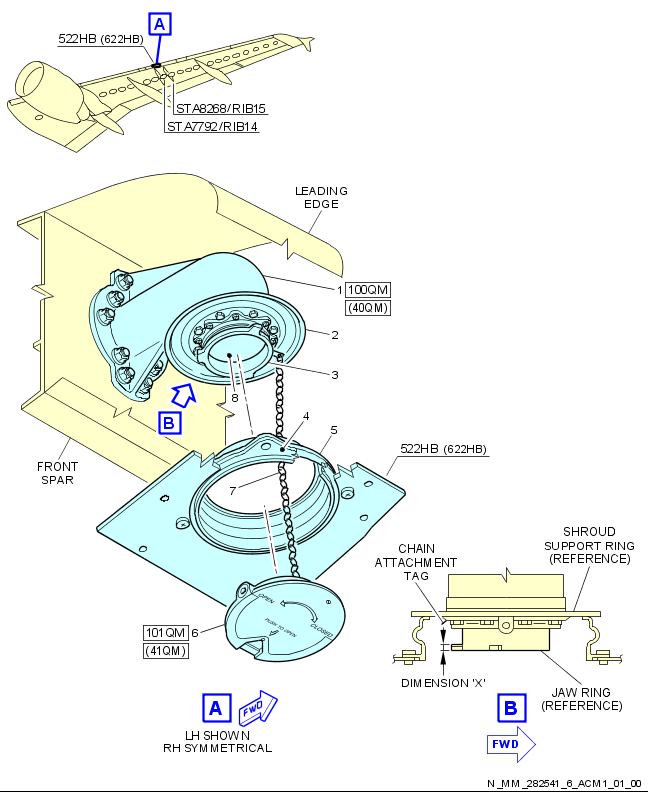 A
522HB (622HB)
STA8268/RIB15
STA7792/RIB14
LEADING
EDGE
1 100QM
(40QM)
2
3
8
B
4
5
522HB (622HB)
FRONT
SPAR
7
OPEN
CLOSED
PUSH TO OPEN
101QM 6
(41QM)
CHAIN
ATTACHMENT
TAG
SHROUD
SUPPORT RING
(REFERENCE)
DIMENSION 'X'
JAW RING
(REFERENCE)
A
FWD
LH SHOWN
RH SYMMETRICAL
B
FWD
N_MM_282541_6_ACM1_01_00